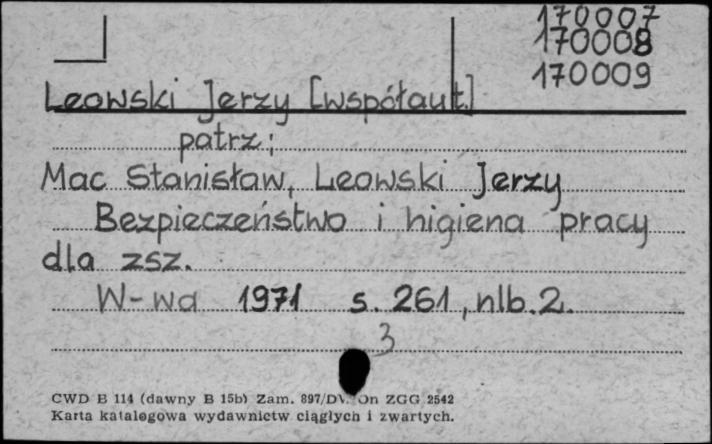 170007
170008
170009
Leowski Jerzy [współaut.]
patrz:
Mac Stanisław, Leowski Jerzy
Bezpieczeństwo i higiena pracy
dla zsz.
W-wa 1971 s. 261, nlb. 2.
3
CWD B 114 (dawny B 15b) Zam. 897/DV. On ZGG 2542
Karta katalogowa wydawnictw ciągłych i zwartych.